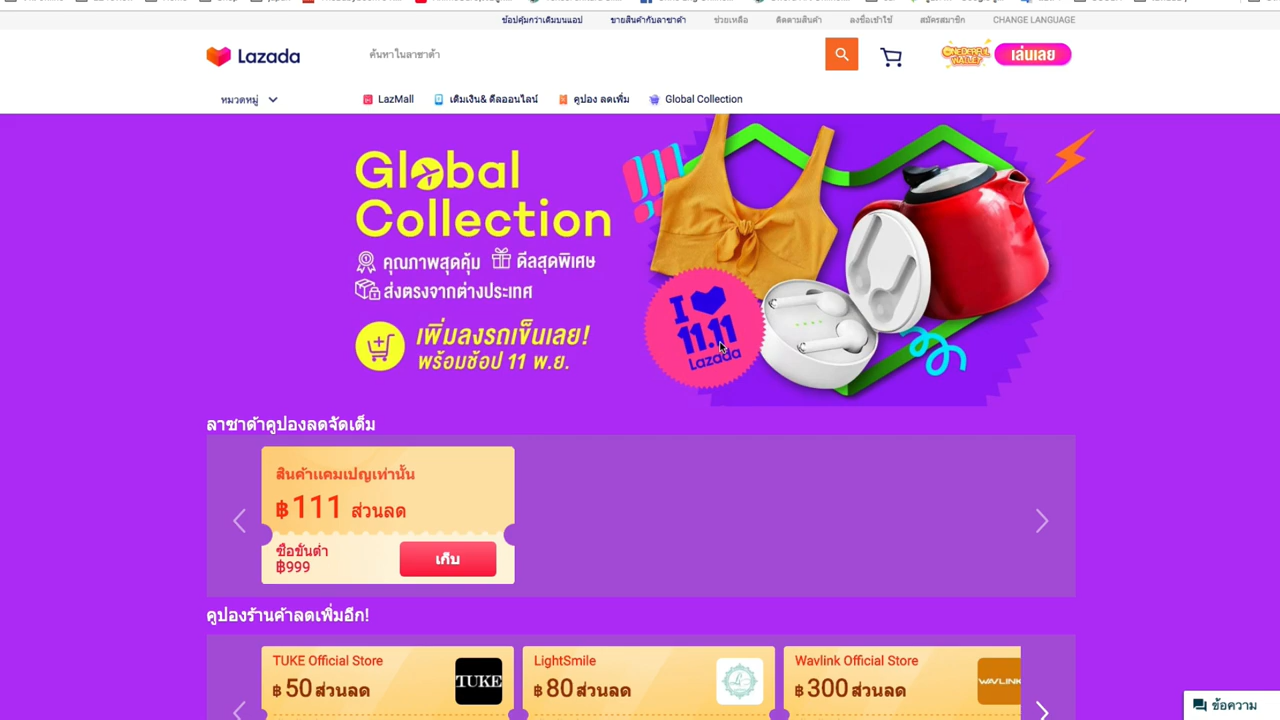 ช้อปคุ้มกว่าเดิมบนแอป ขายสินค้ากับลาซาด้า ช่วยเหลือ ติดตามสินค้า ลงชื่อเข้าใช้ สมัครสมาชิก CHANGE LANGUAGE
Lazada ค้นหาในลาซาด้า
ONEDERFUL WALLET เล่นเลย
หมวดหมู่ LazMall เติมเงิน& ดีลออนไลน์ คูปอง ลดเพิ่ม Global Collection
Global
Collection
คุณภาพสุดคุ้ม ดีลสุดพิเศษ
ส่งตรงจากต่างประเทศ
เพิ่มลงรถเข็นเลย!
พร้อมช้อป 11 พ.ย.
I
11.11
Lazada
ลาซาด้าคูปองลดจัดเต็ม
สินค้าแคมเปญเท่านั้น
฿111 ส่วนลด
ซื้อขั้นต่ำ
฿999
เก็บ
คูปองร้านค้าลดเพิ่มอีก!
TUKE Official Store
฿ 50 ส่วนลด
TUKE
LightSmile
฿ 80 ส่วนลด
Wavlink Official Store
฿ 300 ส่วนลด
WAVLINK
ข้อความ